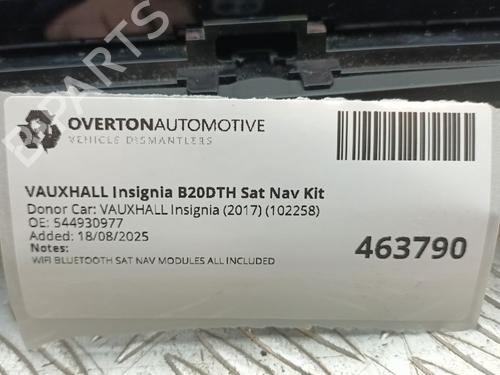 B PARTS
OVERTONAUTOMOTIVE
VEHICLE DISMANTLERS
VAUXHALL Insignia B20DTH Sat Nav Kit
Donor Car: VAUXHALL Insignia (2017) (102258)
OE: 544930977
Added: 18/08/2025
Notes:
WIFI BLUETOOTH SAT NAV MODULES ALL INCLUDED
463790